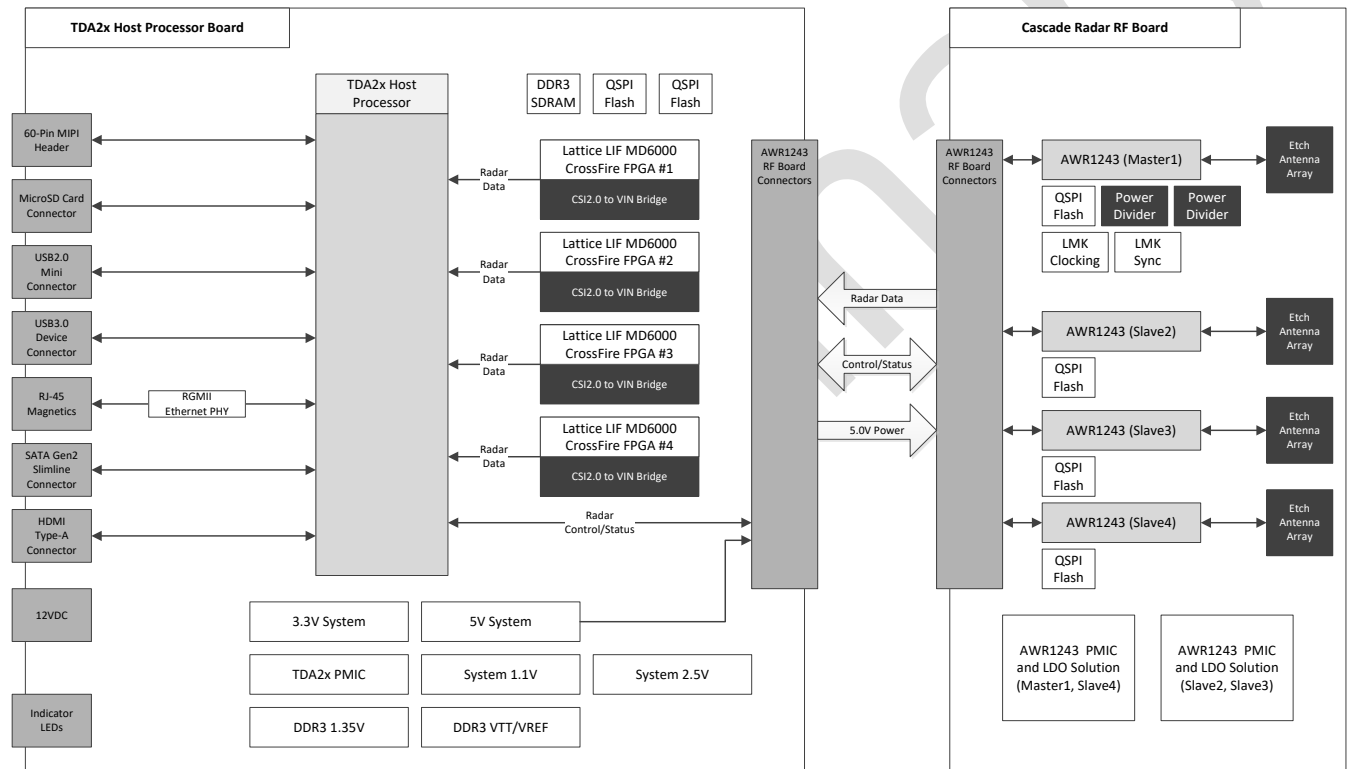 TDA2x Host Processor Board
Cascade Radar RF Board
TDA2x Host
Processor
DDR3
SDRAM
QSPI
Flash
QSPI
Flash
60-Pin MIPI
Header
MicroSD Card
Connector
USB2.0
Mini
Connector
USB3.0
Device
Connector
RJ-45
Magnetics
RGMII
Ethernet PHY
SATA Gen2
Slimline
Connector
HDMI
Type-A
Connector
12VDC
Indicator
LEDs
Radar
Data
Lattice LIF MD6000
CrossFire FPGA #1
CSI2.0 to VIN Bridge
Radar
Data
Lattice LIF MD6000
CrossFire FPGA #2
CSI2.0 to VIN Bridge
Radar
Data
Lattice LIF MD6000
CrossFire FPGA #3
CSI2.0 to VIN Bridge
Radar
Data
Lattice LIF MD6000
CrossFire FPGA #4
CSI2.0 to VIN Bridge
Radar
Control/Status
3.3V System
5V System
TDA2x PMIC
System 1.1V
System 2.5V
DDR3 1.35V
DDR3 VTT/VREF
AWR1243
RF Board
Connectors
Radar Data
Control/Status
5.0V Power
AWR1243
RF Board
Connectors
AWR1243 (Master1)
Etch
Antenna
Array
QSPI
Flash
Power
Divider
Power
Divider
LMK
Clocking
LMK
Sync
AWR1243 (Slave2)
Etch
Antenna
Array
QSPI
Flash
AWR1243 (Slave3)
Etch
Antenna
Array
QSPI
Flash
AWR1243 (Slave4)
Etch
Antenna
Array
QSPI
Flash
AWR1243 PMIC
and LDO Solution
(Master1, Slave4)
AWR1243 PMIC
and LDO Solution
(Slave2, Slave3)